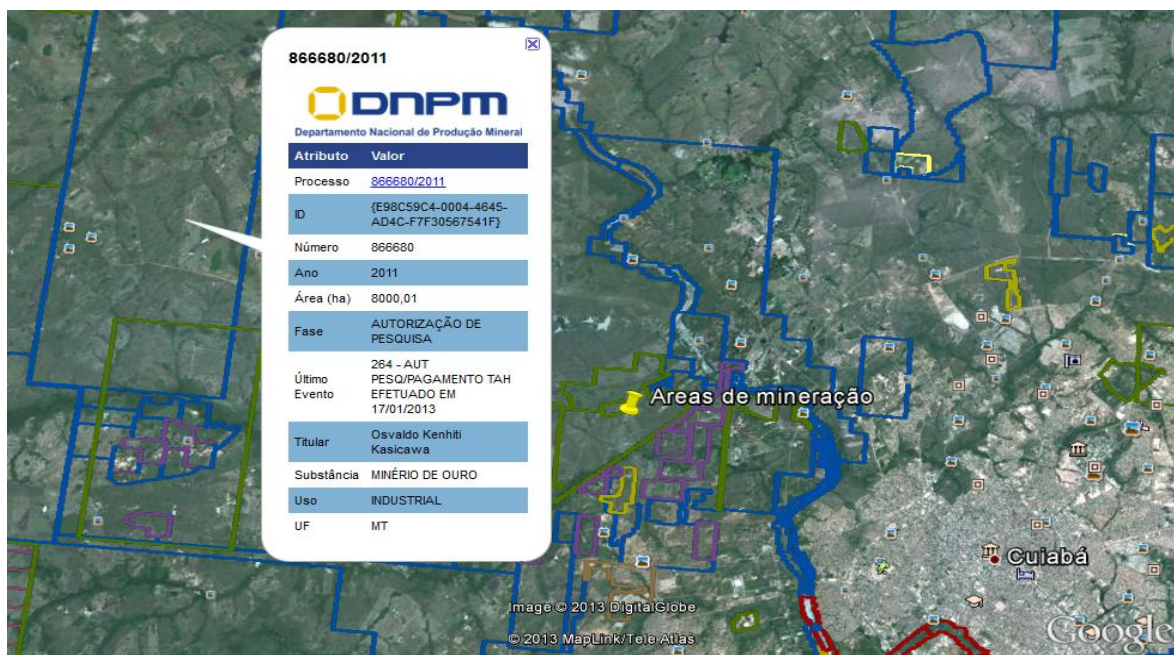 866680/2011
DNPM
Departamento Nacional de Produção Mineral
Atributo Valor
Processo 866680/2011
ID {E98C59C4-0004-4645-
AD4C-F7F30567541F}
Número 866680
Ano 2011
Área (ha) 8000,01
Fase AUTORIZAÇÃO DE
PESQUISA
Último
Evento 264 - AUT
PESQ/PAGAMENTO TAH
EFETUADO EM
17/01/2013
Titular Osvaldo Kenhiti
Kasicawa
Substância MINÉRIO DE OURO
Uso INDUSTRIAL
UF MT
Areas de mineração
Cuiabá
Image © 2013 DigitalGlobe
© 2013 MapLink/Tele Atlas
Google